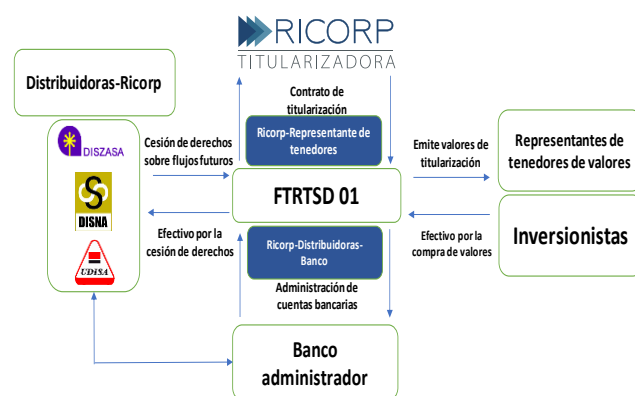 RICORP
TITULARIZADORA
Distribuidoras-Ricorp
DISZASA
DISNA
UDISA
Cesión de derechos
sobre flujos futuros
Efectivo por la
cesión de derechos
Contrato de
titularización
Ricorp-Representante de
tenedores
FTRTSD 01
Ricorp-Distribuidoras-
Banco
Administración de
cuentas bancarias
Banco
administrador
Emite valores de
titularización
Efectivo por la
compra de valores
Representantes de
tenedores de valores
Inversionistas